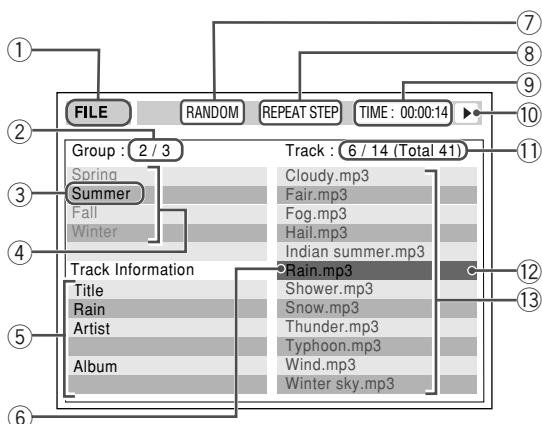 ⑦
①
⑧
⑨
FILE RANDOM REPEAT STEP TIME : 00:00:14
⑩
②
Group : 2 / 3 Track : 6 / 14 (Total 41)
⑪
Spring Cloudy.mp3
③
Summer Fair.mp3
Fall Fog.mp3
Winter Hail.mp3
④
Indian summer.mp3
Track Information Rain.mp3
⑫
Title Shower.mp3
⑬
Rain Snow.mp3
⑤
Artist Thunder.mp3
Typhoon.mp3
Album Wind.mp3
Winter sky.mp3
⑥